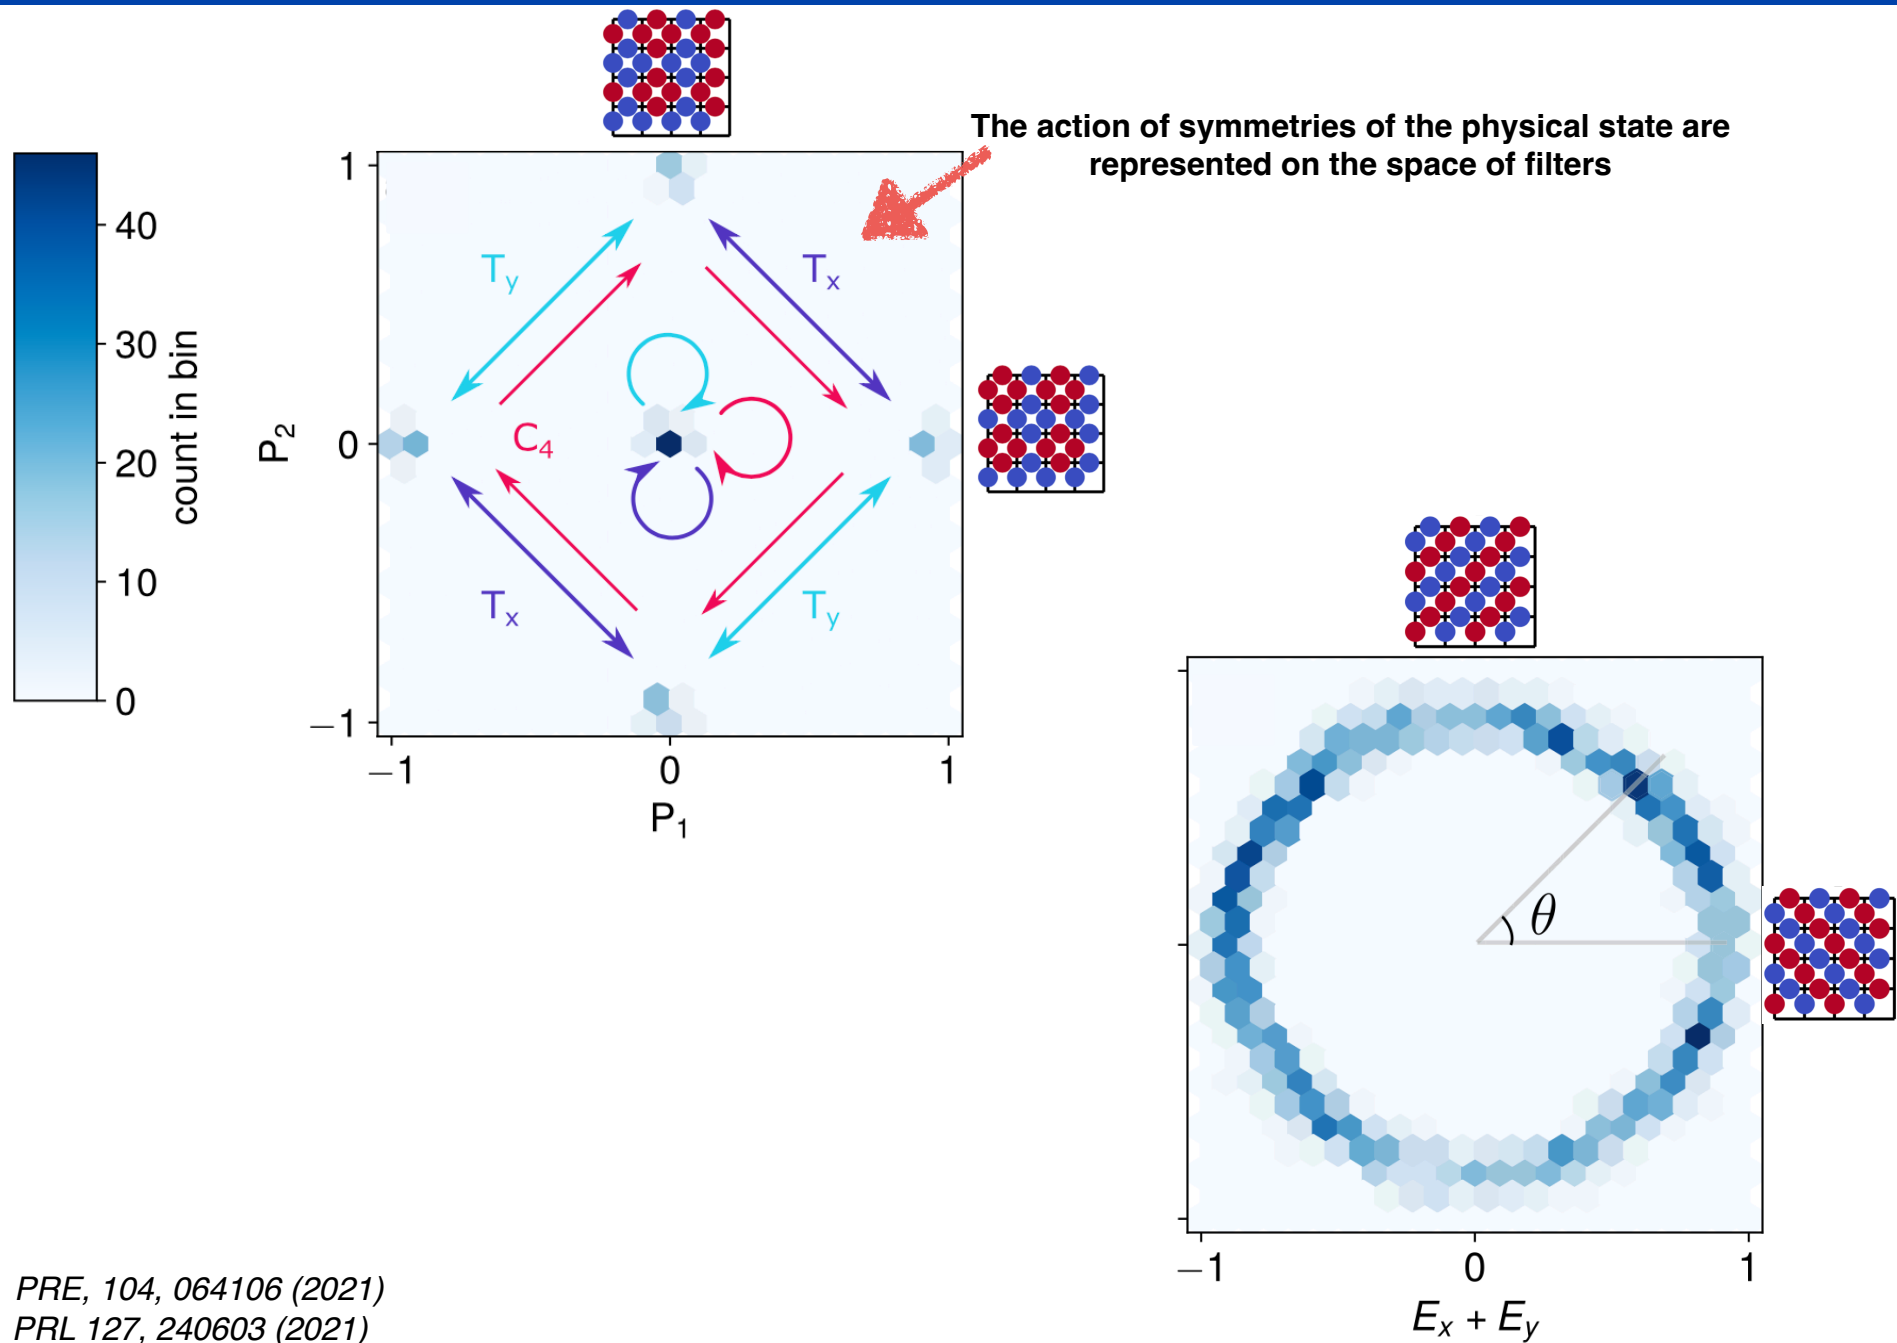 The action of symmetries of the physical state are
represented on the space of filters
40
30
20
10
0
count in bin
1
0
−1
P2
−1
0
1
P1
Ty
Tx
C4
Tx
Ty
θ
−1
0
1
Ex + Ey
PRE, 104, 064106 (2021)
PRL 127, 240603 (2021)